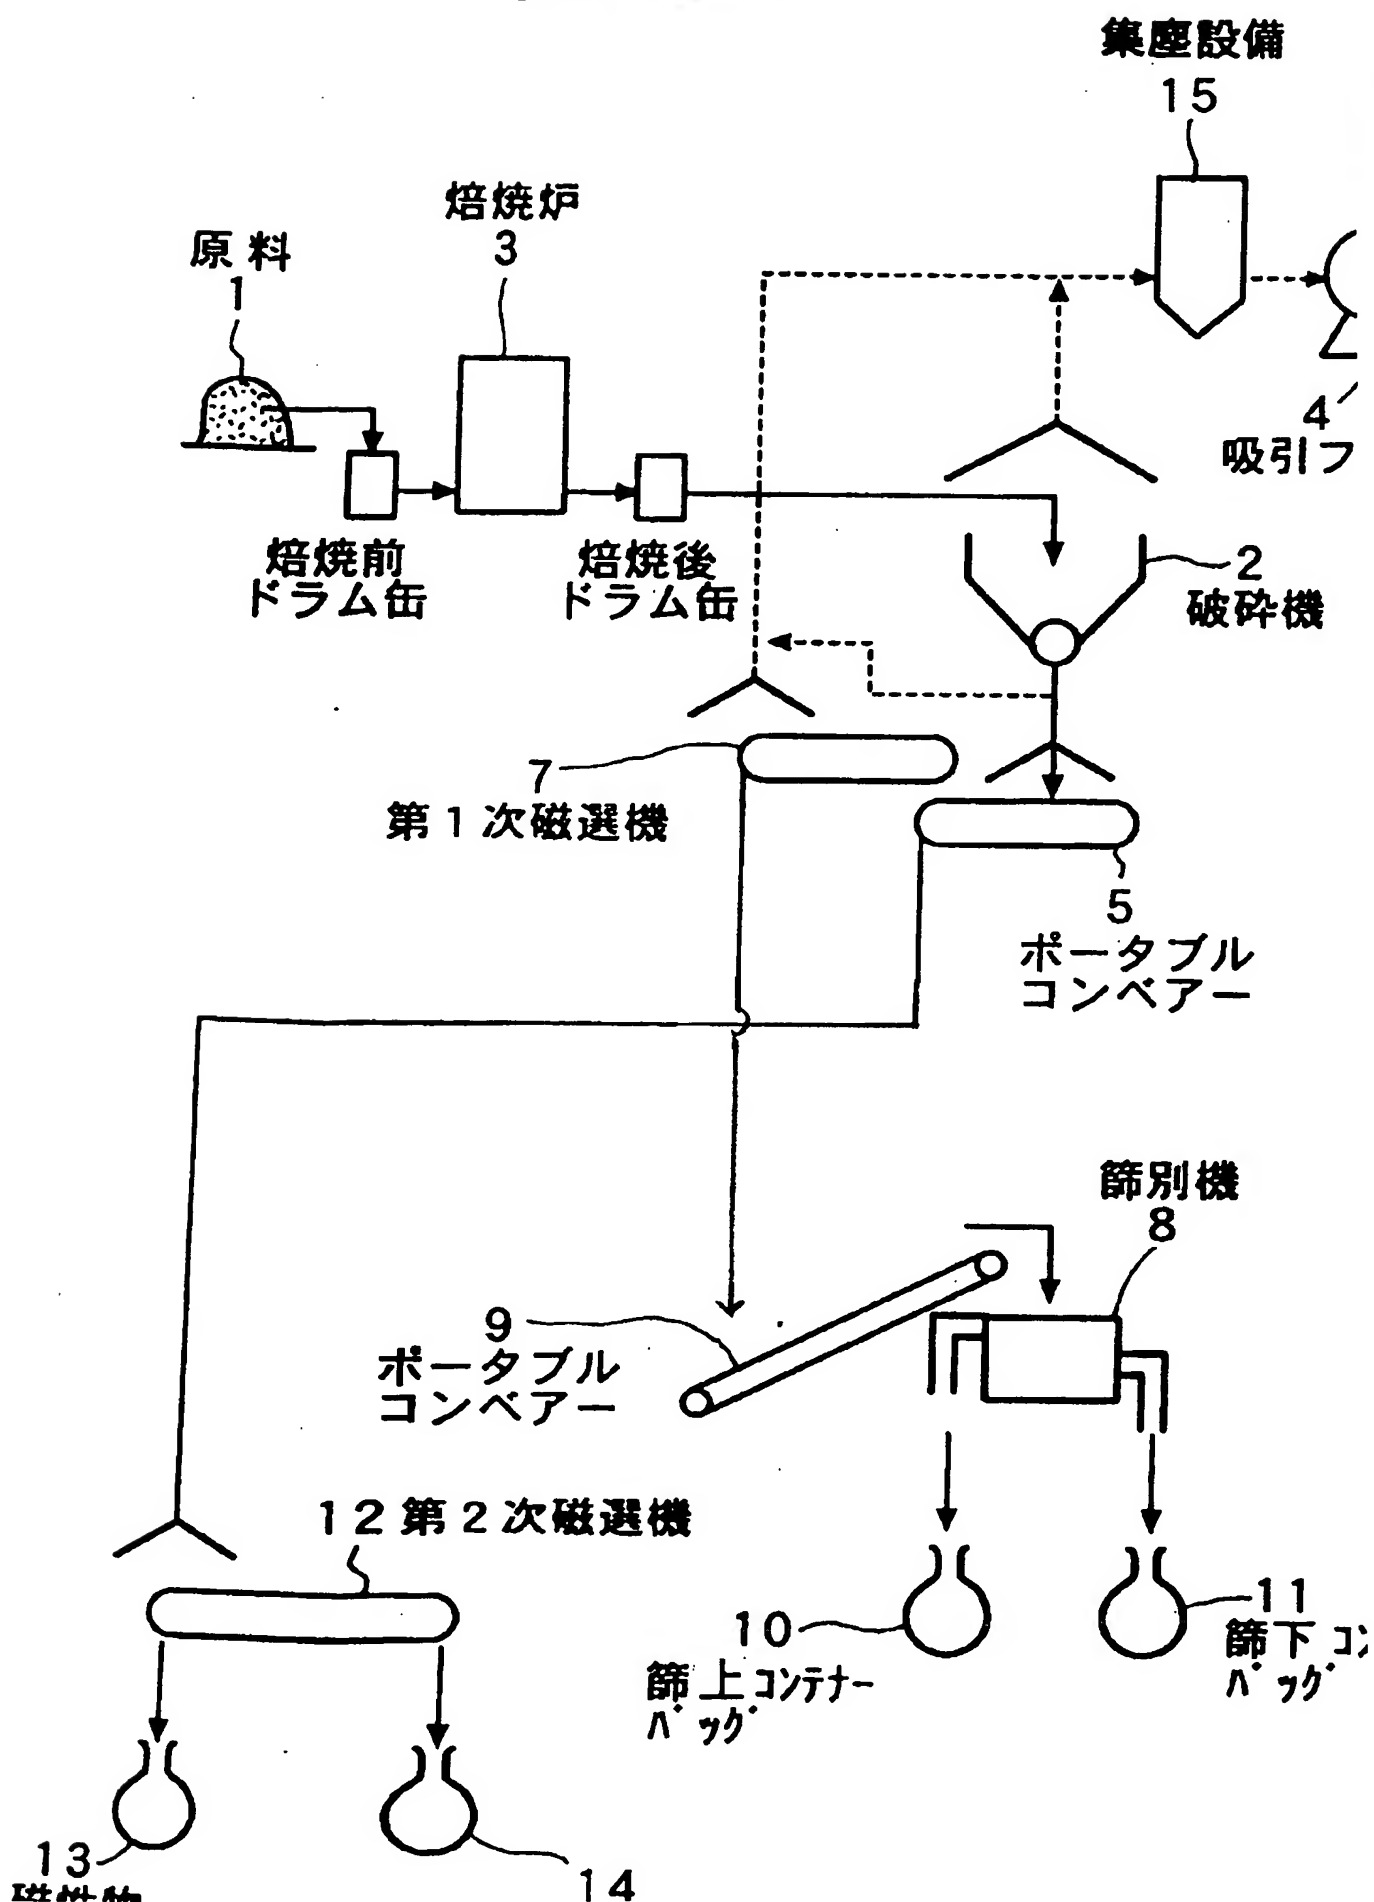 集塵設備
15
焙焼炉
3
原料
1
4
吸引フ
焙焼前
ドラム缶
焙焼後
ドラム缶
2
破砕機
7
第1次磁選機
5
ポータブル
コンベアー
篩別機
8
9
ポータブル
コンベアー
12 第2次磁選機
10
篩上コンテナー
バッグ
11
篩下コン
バッグ
13
磁性物
14